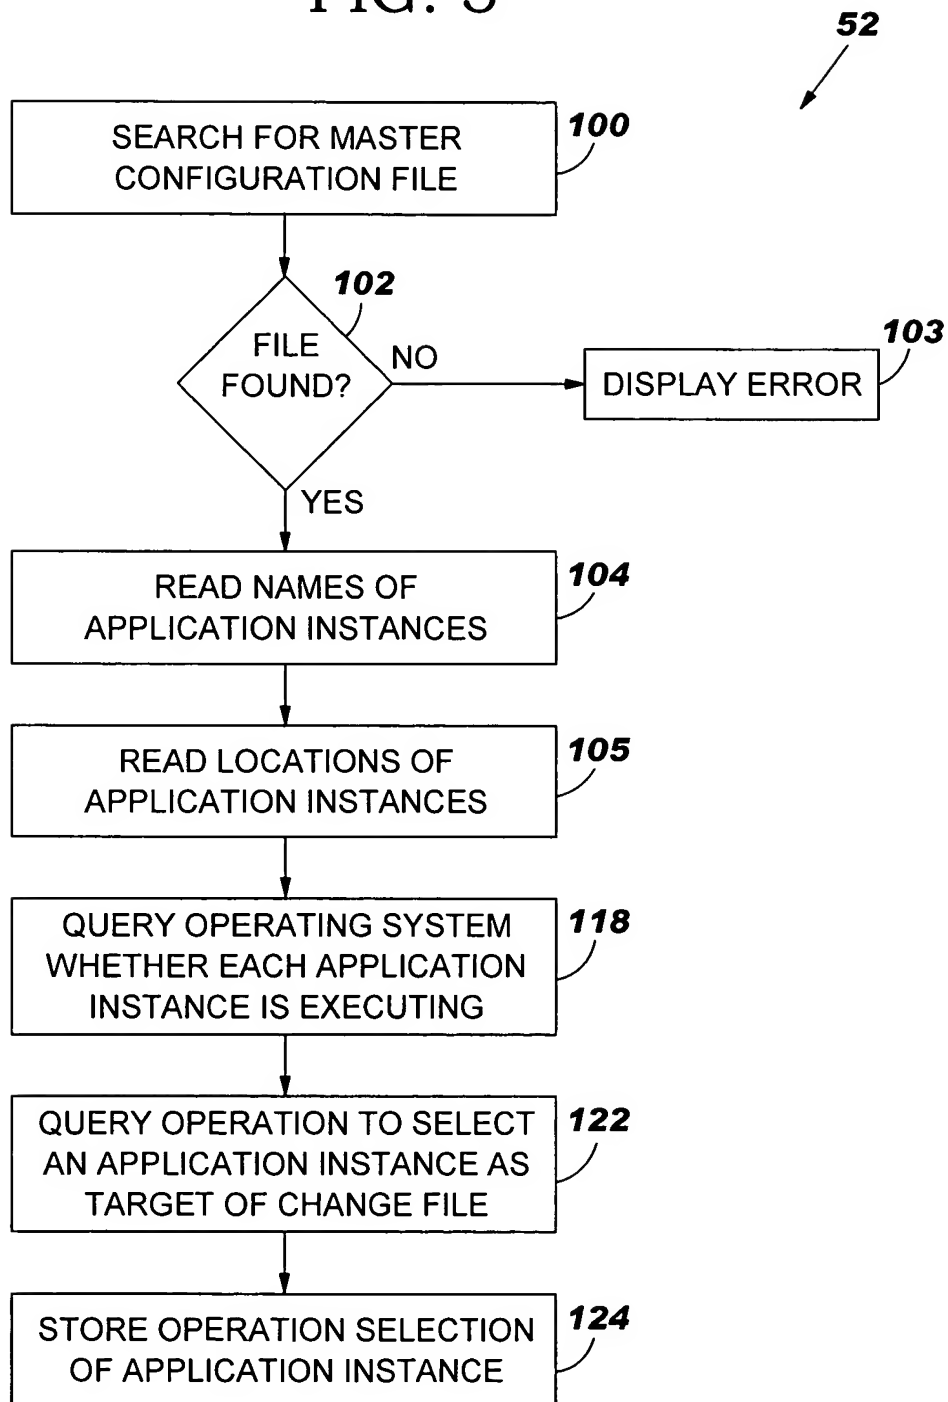 52
SEARCH FOR MASTER
CONFIGURATION FILE
100
102
FILE
FOUND?
NO
103
DISPLAY ERROR
YES
READ NAMES OF
APPLICATION INSTANCES
104
READ LOCATIONS OF
APPLICATION INSTANCES
105
QUERY OPERATING SYSTEM
WHETHER EACH APPLICATION
INSTANCE IS EXECUTING
118
QUERY OPERATION TO SELECT
AN APPLICATION INSTANCE AS
TARGET OF CHANGE FILE
122
STORE OPERATION SELECTION
OF APPLICATION INSTANCE
124